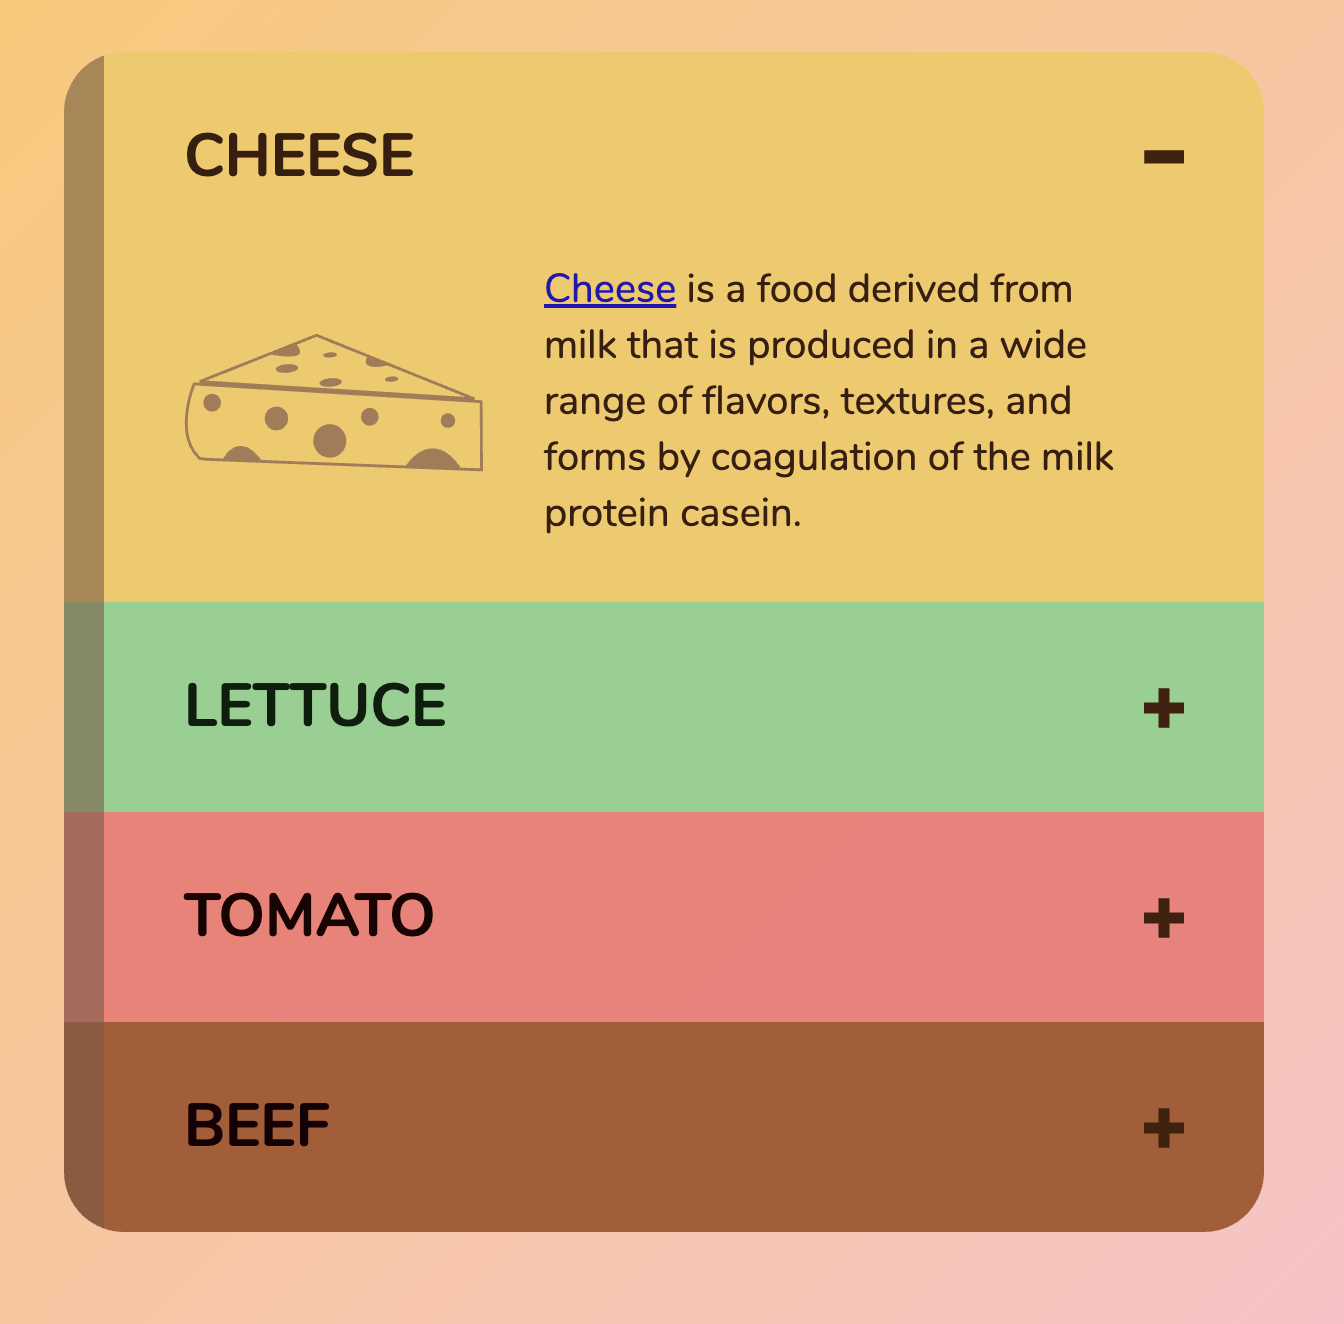 CHEESE
Cheese is a food derived from
milk that is produced in a wide
range of flavors, textures, and
forms by coagulation of the milk
protein casein.
LETTUCE
TOMATO
BEEF